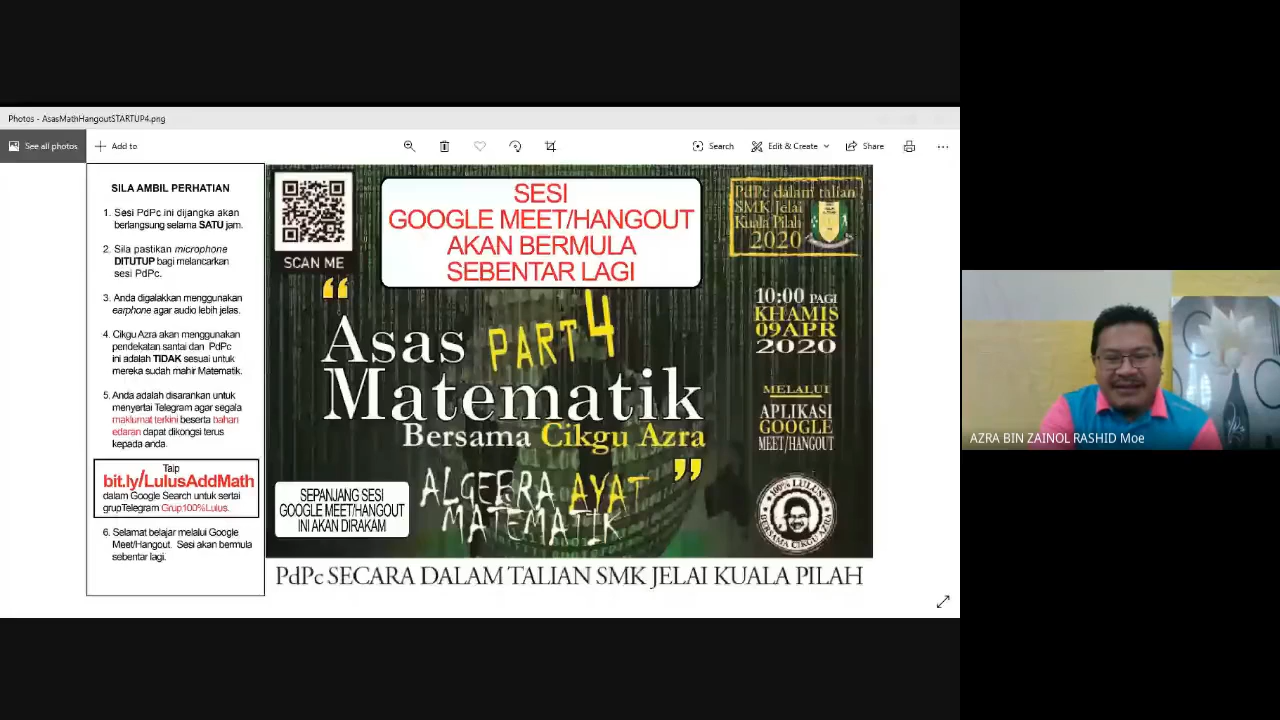 Photos - AsasMathHangoutSTARTUP4.png
See all photos
Add to
Search
Edit & Create
Share
SILA AMBIL PERHATIAN
1. Sesi PdPc ini dijangka akan
berlangsung selama SATU jam.
2. Sila pastikan microphone
DITUTUP bagi melancarkan
sesi PdPc.
3. Anda digalakkan menggunakan
earphone agar audio lebih jelas.
4. Cikgu Azra akan menggunakan
pendekatan santai dan PdPc
ini adalah TIDAK sesuai untuk
mereka sudah mahir Matematik.
5. Anda adalah disarankan untuk
menyertai Telegram agar segala
maklumat terkini beserta bahan
edaran dapat dikongsi terus
kepada anda.
Taip
bit.ly/LulusAddMath
dalam Google Search untuk sertai
grupTelegram Grup100%Lulus.
6. Selamat belajar melalui Google
Meet/Hangout. Sesi akan bermula
sebentar lagi.
SCAN ME
SESI
GOOGLE MEET/HANGOUT
AKAN BERMULA
SEBENTAR LAGI
PdPc dalam talian
SMK Jelai
Kuala Pilah
2020
"
Asas PART 4
Matematik
Bersama Cikgu Azra
"
ALGEBRA AYAT
MATEMATIK
10:00 PAGI
KHAMIS
09APR
2020
MELALUI
APLIKASI
GOOGLE
MEET/HANGOUT
SEPANJANG SESI
GOOGLE MEET/HANGOUT
INI AKAN DIRAKAM
100% LULUS
BERSAMA CIKGU AZRA
PdPc SECARA DALAM TALIAN SMK JELAI KUALA PILAH
AZRA BIN ZAINOL RASHID Moe